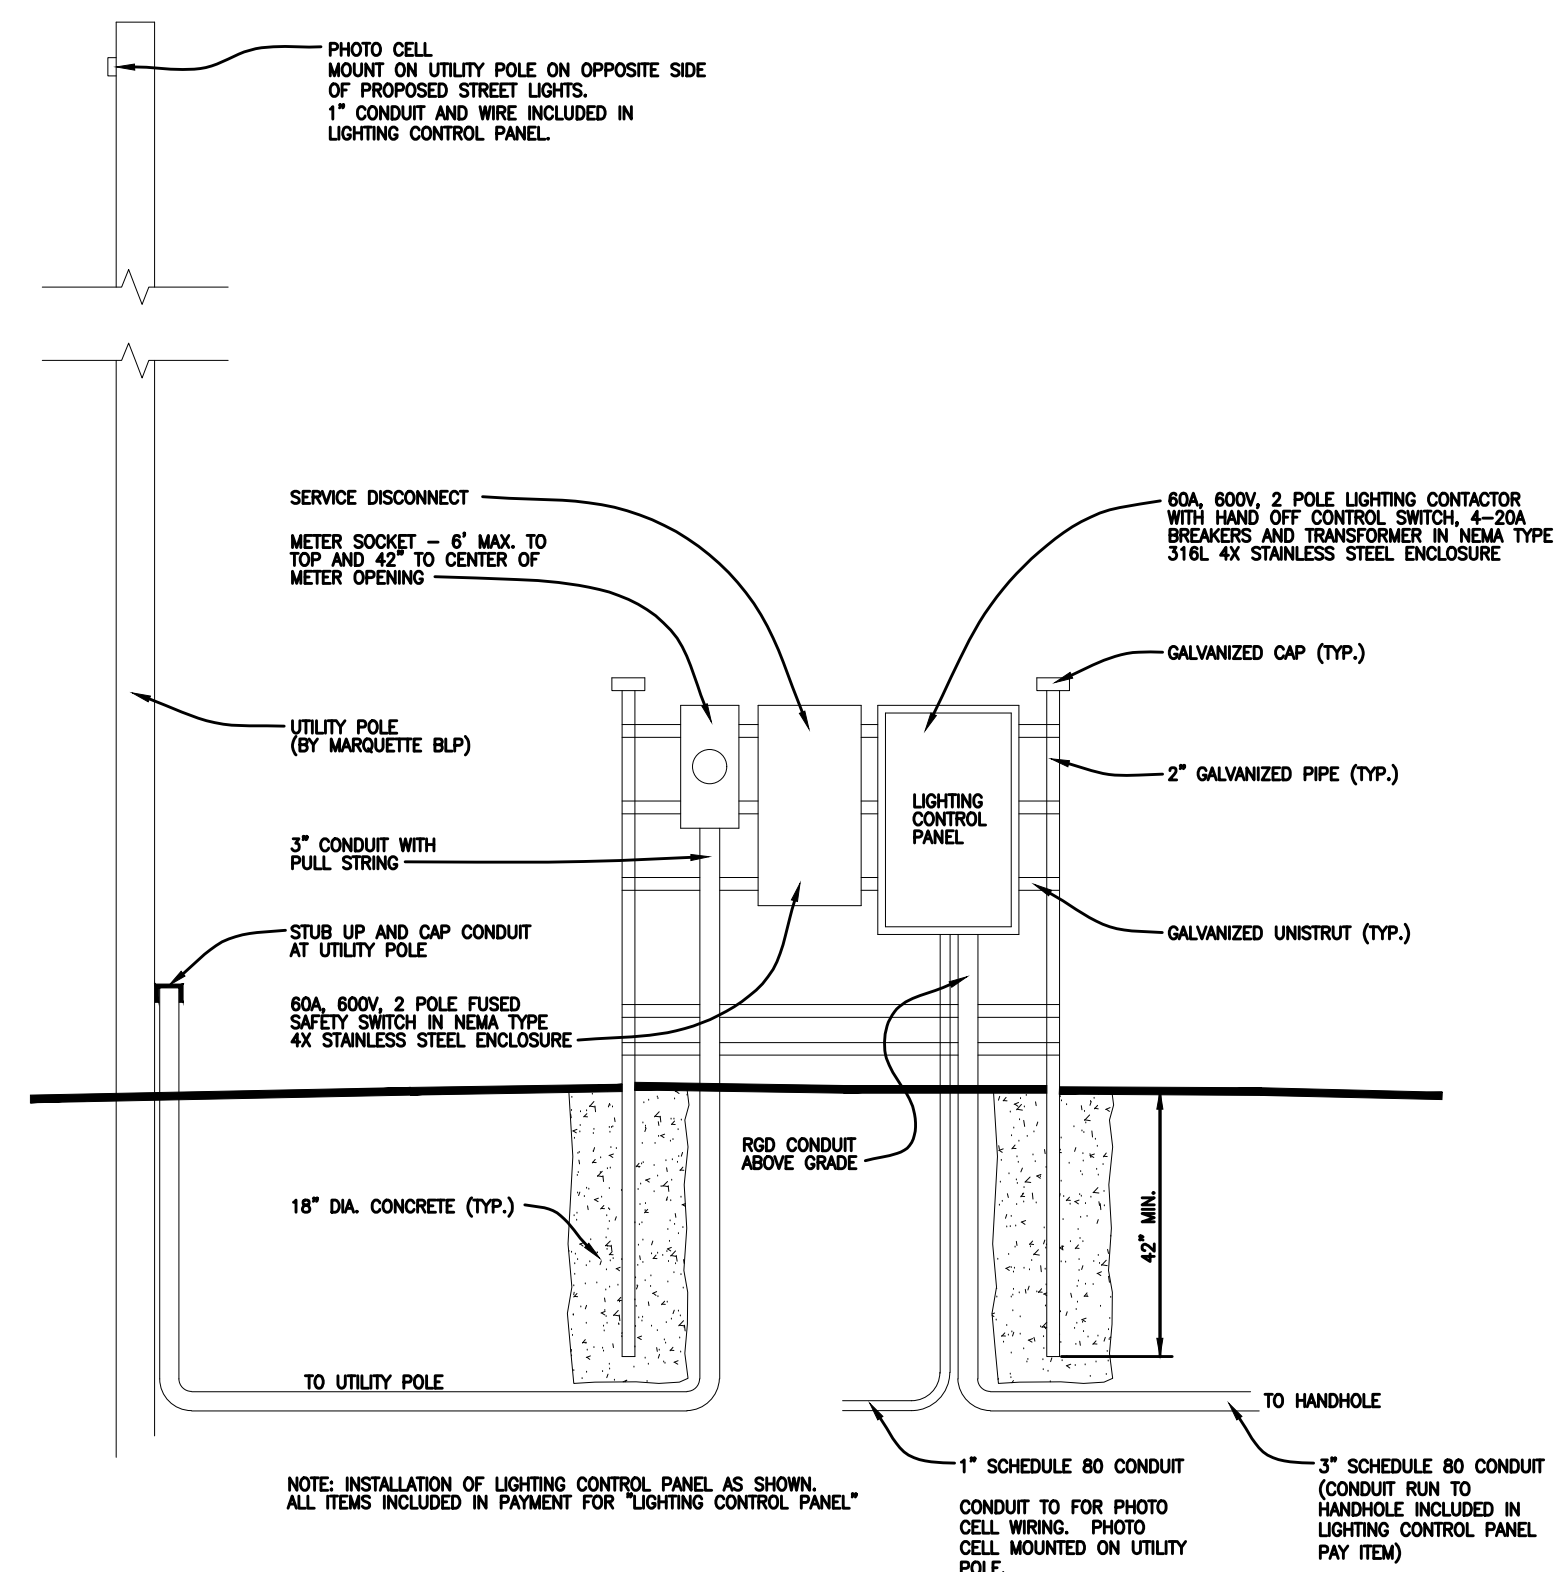 PHOTO CELL
MOUNT ON UTILITY POLE ON OPPOSITE SIDE
OF PROPOSED STREET LIGHTS.
1" CONDUIT AND WIRE INCLUDED IN
LIGHTING CONTROL PANEL.
SERVICE DISCONNECT
METER SOCKET – 6' MAX. TO
TOP AND 42" TO CENTER OF
METER OPENING
60A, 600V, 2 POLE LIGHTING CONTACTOR
WITH HAND OFF CONTROL SWITCH, 4–20A
BREAKERS AND TRANSFORMER IN NEMA TYPE
316L 4X STAINLESS STEEL ENCLOSURE
GALVANIZED CAP (TYP.)
UTILITY POLE
(BY MARQUETTE BLP)
2" GALVANIZED PIPE (TYP.)
LIGHTING
CONTROL
PANEL
3" CONDUIT WITH
PULL STRING
STUB UP AND CAP CONDUIT
AT UTILITY POLE
GALVANIZED UNISTRUT (TYP.)
60A, 600V, 2 POLE FUSED
SAFETY SWITCH IN NEMA TYPE
4X STAINLESS STEEL ENCLOSURE
RGD CONDUIT
ABOVE GRADE
18" DIA. CONCRETE (TYP.)
42" MIN.
TO UTILITY POLE
TO HANDHOLE
NOTE: INSTALLATION OF LIGHTING CONTROL PANEL AS SHOWN.
ALL ITEMS INCLUDED IN PAYMENT FOR "LIGHTING CONTROL PANEL"
1" SCHEDULE 80 CONDUIT
CONDUIT TO FOR PHOTO
CELL WIRING. PHOTO
CELL MOUNTED ON UTILITY
POLE.
3" SCHEDULE 80 CONDUIT
(CONDUIT RUN TO
HANDHOLE INCLUDED IN
LIGHTING CONTROL PANEL
PAY ITEM)